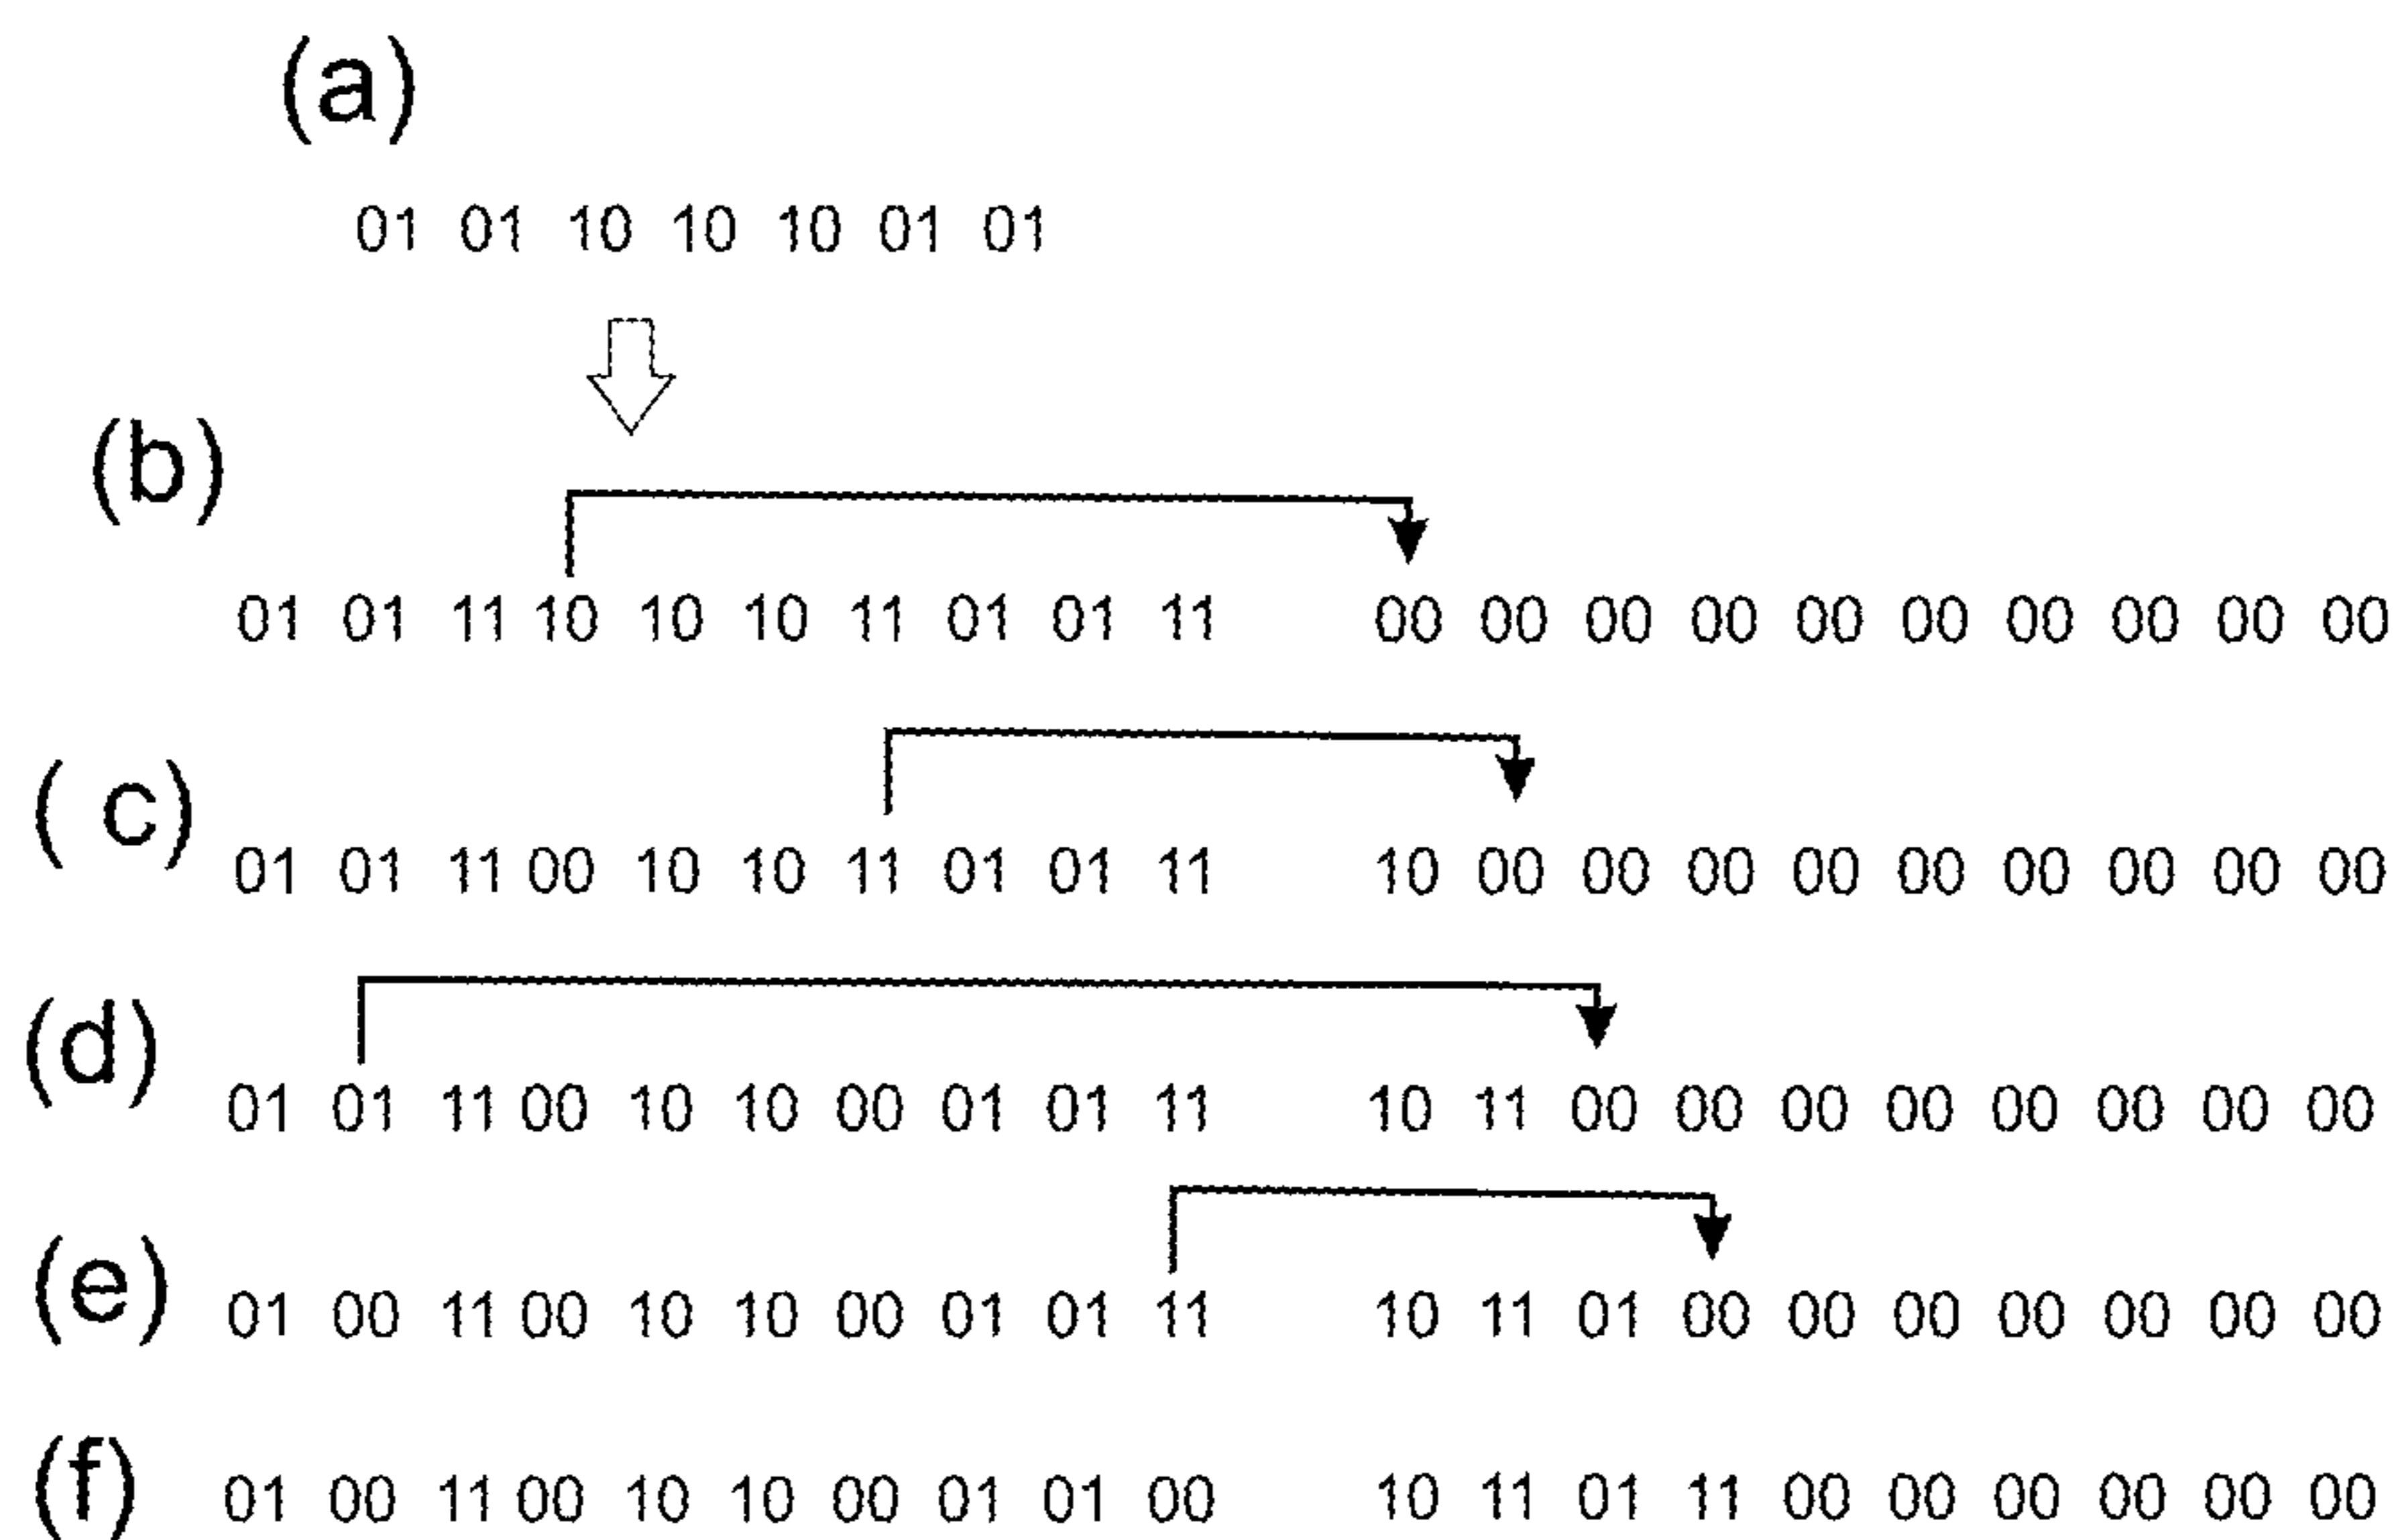 (a)
01 01 10 10 10 01 01
(b)
01 01 11 10 10 10 11 01 01 11 00 00 00 00 00 00 00 00 00 00
( c)
01 01 11 00 10 10 11 01 01 11 10 00 00 00 00 00 00 00 00 00
(d)
01 01 11 00 10 10 00 01 01 11 10 11 00 00 00 00 00 00 00 00
(e)
01 00 11 00 10 10 00 01 01 11 10 11 01 00 00 00 00 00 00 00
(f) 01 00 11 00 10 10 00 01 01 00 10 11 01 11 00 00 00 00 00 00